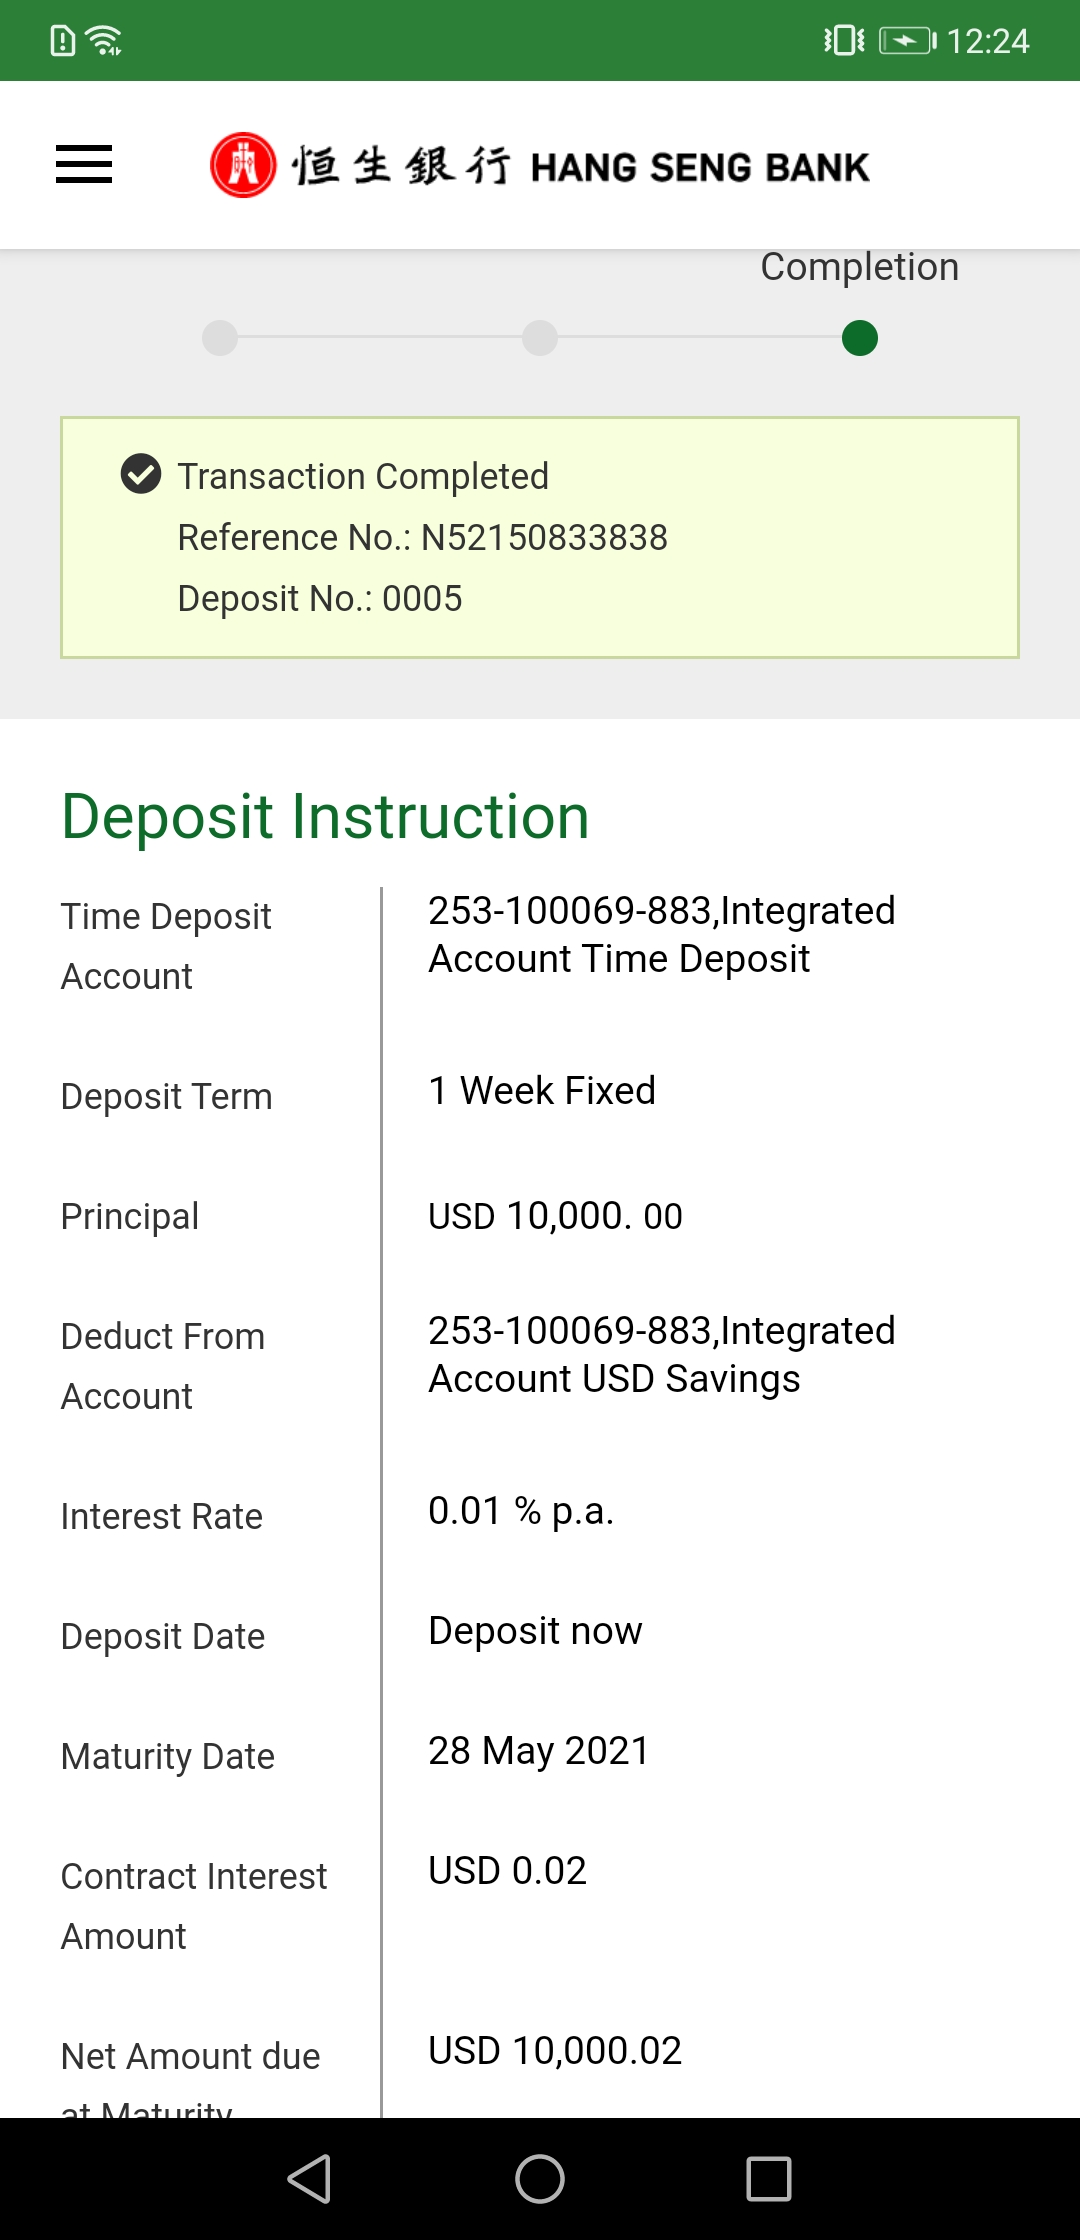 12:24
恒生銀行 HANG SENG BANK
Completion
Transaction Completed
Reference No.: N52150833838
Deposit No.: 0005
Deposit Instruction
Time Deposit
Account
253-100069-883,Integrated
Account Time Deposit
Deposit Term
1 Week Fixed
Principal
USD 10,000. 00
Deduct From
Account
253-100069-883,Integrated
Account USD Savings
Interest Rate
0.01 % p.a.
Deposit Date
Deposit now
Maturity Date
28 May 2021
Contract Interest
Amount
USD 0.02
Net Amount due
at Maturity
USD 10,000.02